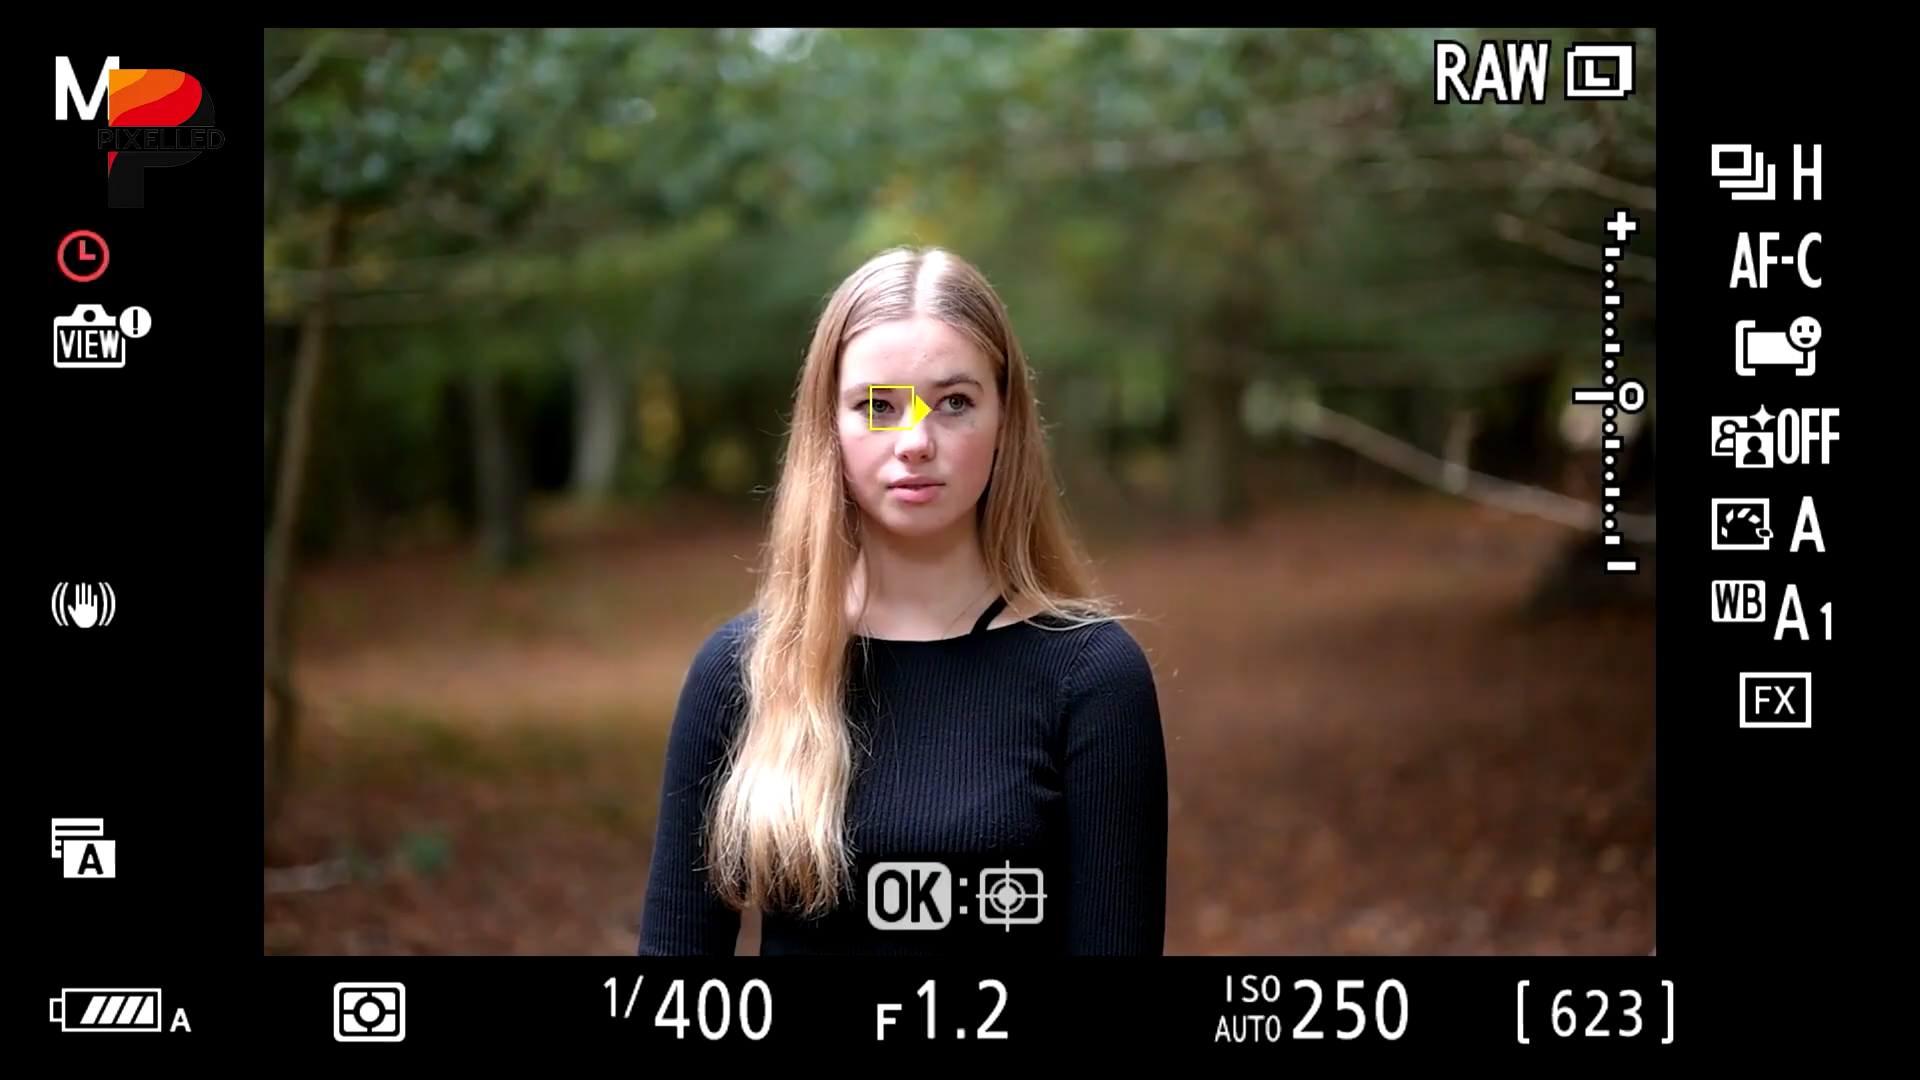 M
PIXELLED
RAW L
H
AF-C
VIEW !
OFF
A
WB A1
FX
OK:
A
A
1/400
F1.2
ISO AUTO 250
[623]